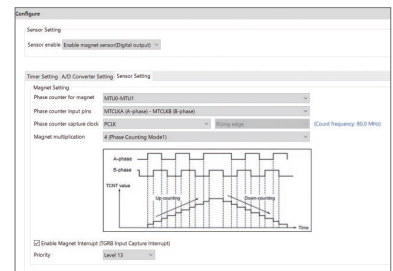 Configure
Sensor Setting
Sensor enable Enable magnet sensor(Digital output)
Timer Setting A/D Converter Setting Sensor Setting
Magnet Setting
Phase counter for magnet MTU0-MTU1
Phase counter input pins MTCLKA (A-phase) - MTCLKB (B-phase)
Phase counter capture clock PCLK Rising edge (Count frequency: 80.0 MHz)
Magnet multiplication 4 (Phase Counting Mode1)
A-phase
B-phase
TCNT value
Up-counting
Down-counting
Time
Enable Magnet Interrupt (TGRB Input Capture Interrupt)
Priority Level 13